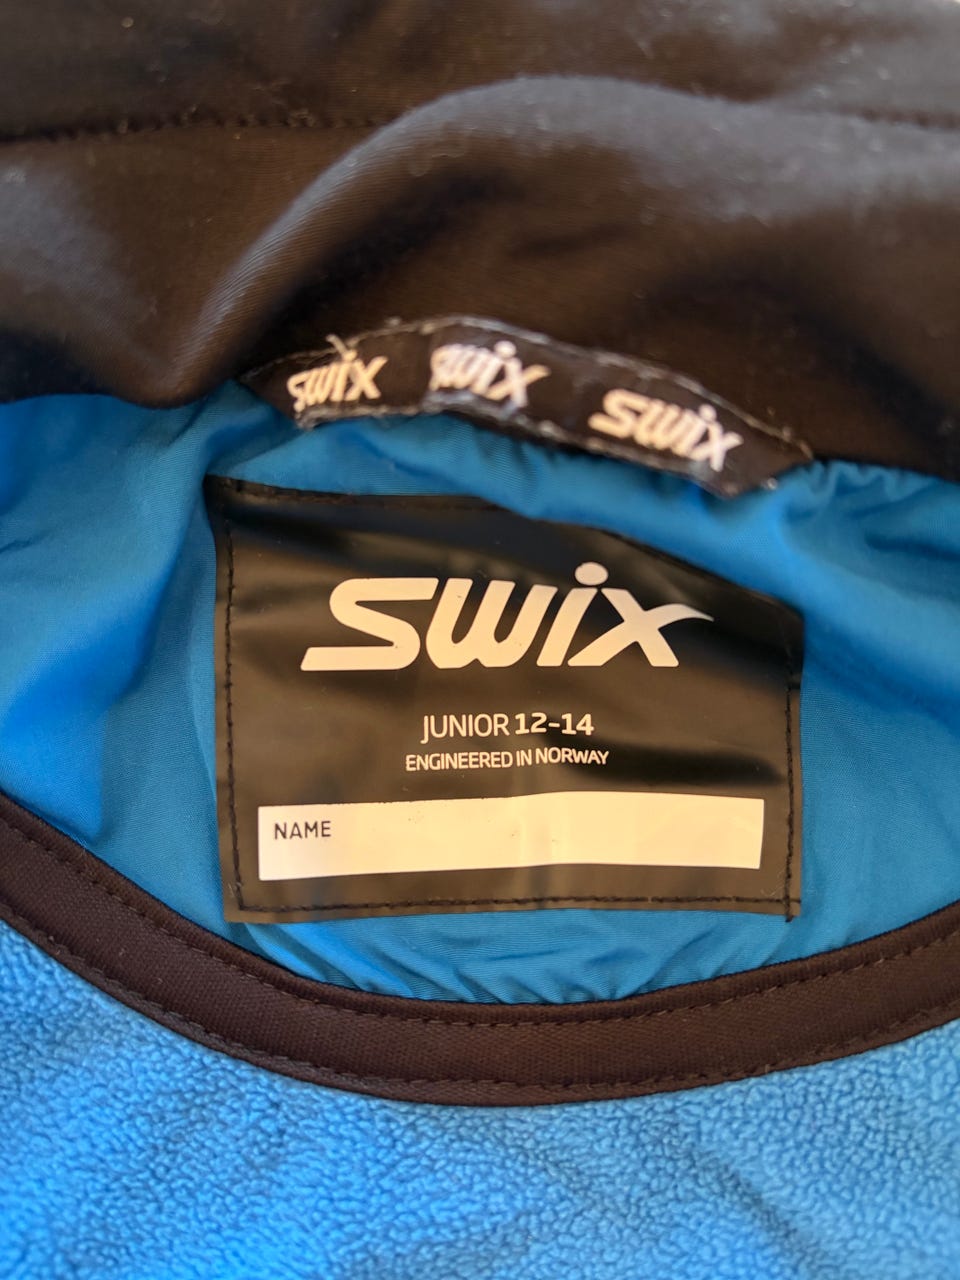 swix swix swix
swix
JUNIOR 12-14
ENGINEERED IN NORWAY
NAME